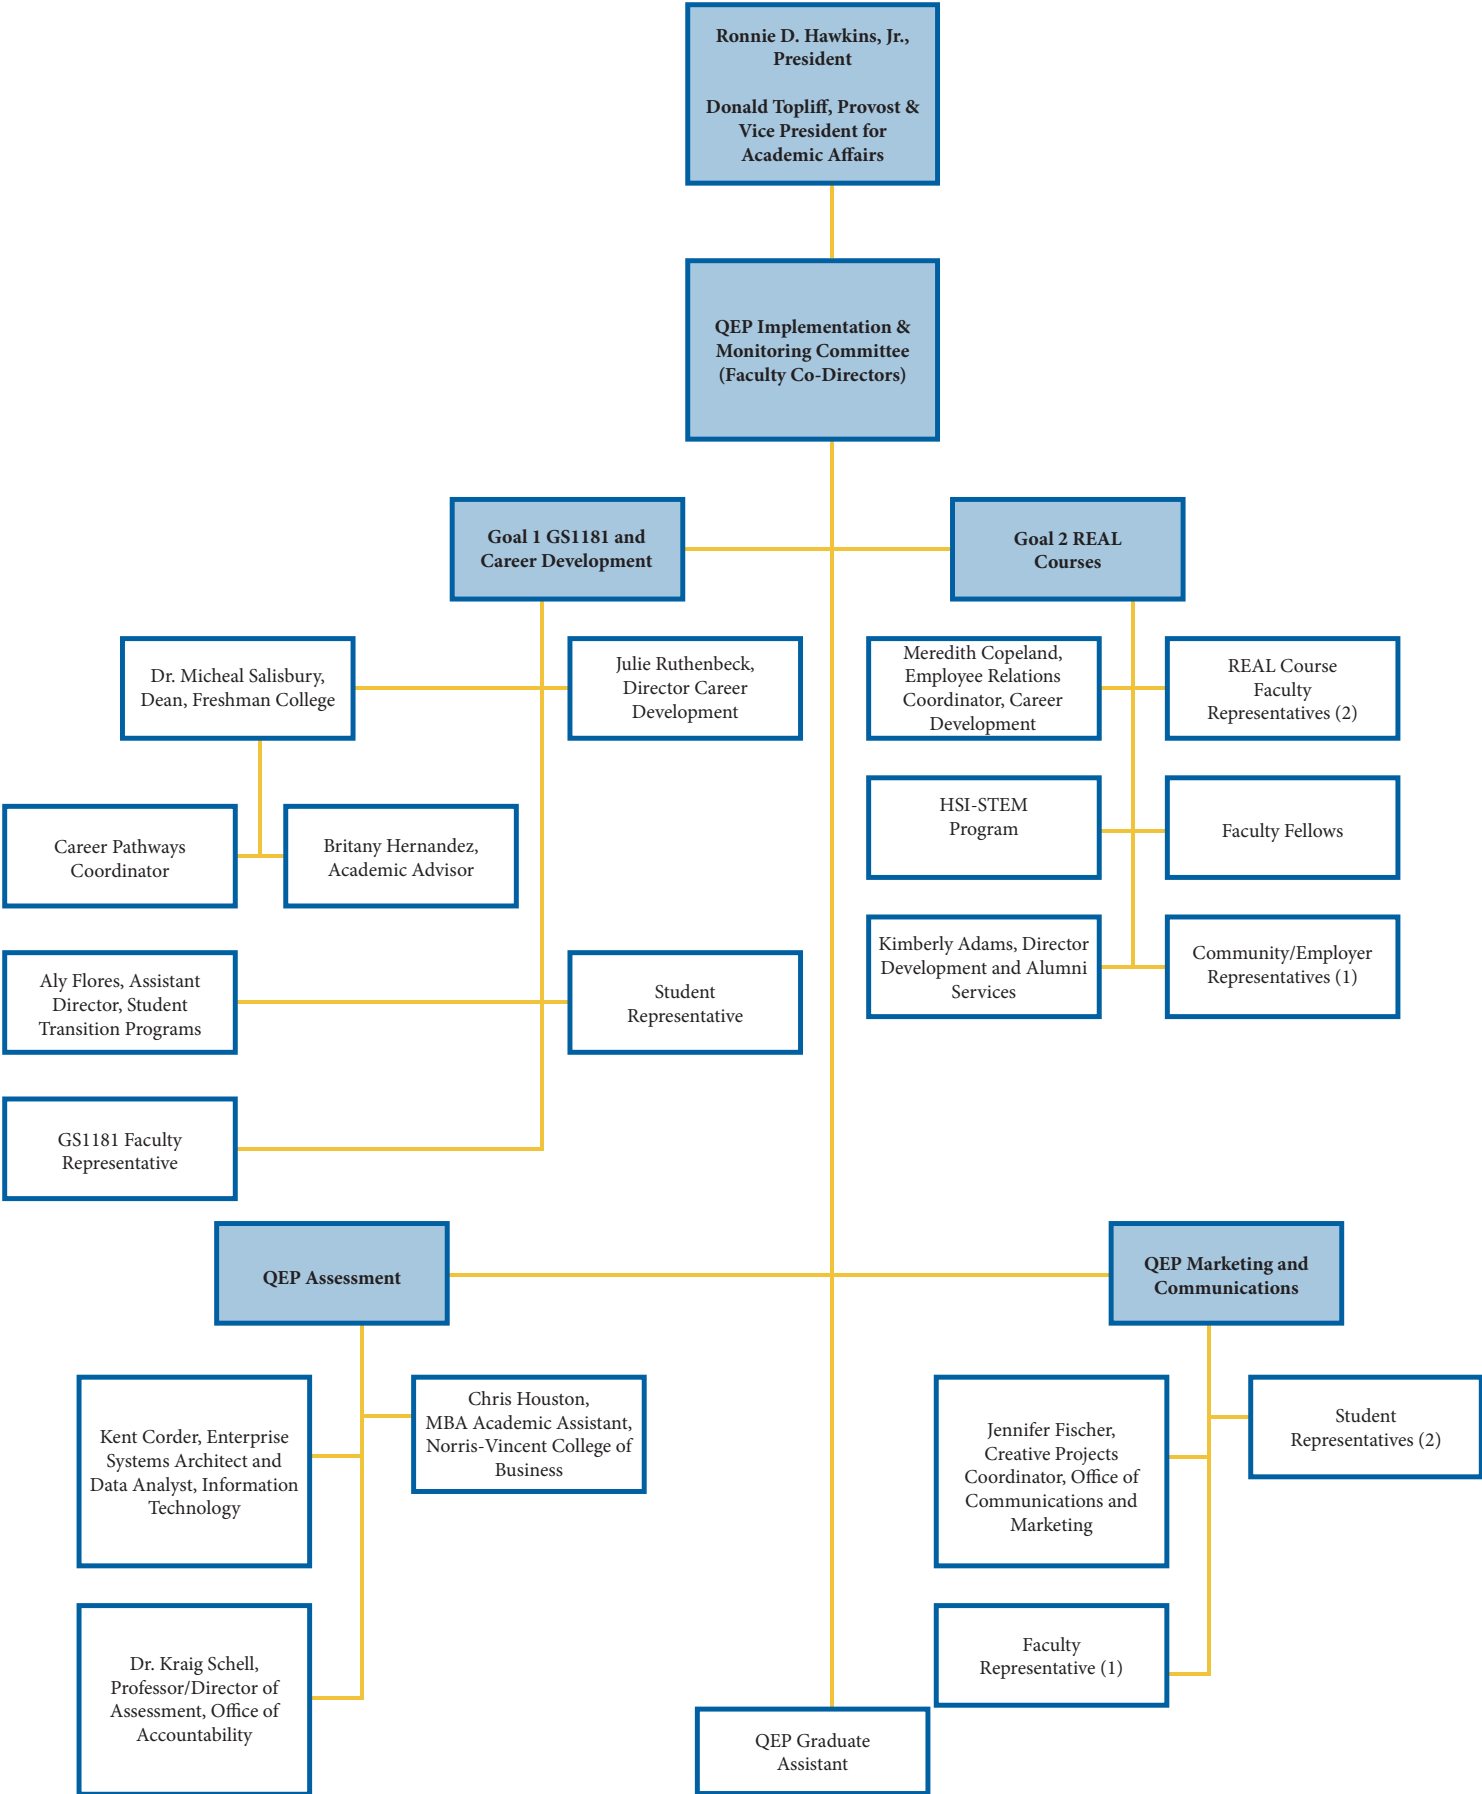 Ronnie D. Hawkins, Jr.,
President
Donald Topliff, Provost &
Vice President for
Academic Affairs
QEP Implementation &
Monitoring Committee
(Faculty Co-Directors)
Goal 1 GS1181 and
Career Development
Goal 2 REAL
Courses
Dr. Micheal Salisbury,
Dean, Freshman College
Julie Ruthenbeck,
Director Career
Development
Meredith Copeland,
Employee Relations
Coordinator, Career
Development
REAL Course
Faculty
Representatives (2)
Career Pathways
Coordinator
Britany Hernandez,
Academic Advisor
HSI-STEM
Program
Faculty Fellows
Aly Flores, Assistant
Director, Student
Transition Programs
Student
Representative
Kimberly Adams, Director
Development and Alumni
Services
Community/Employer
Representatives (1)
GS1181 Faculty
Representative
QEP Assessment
QEP Marketing and
Communications
Kent Corder, Enterprise
Systems Architect and
Data Analyst, Information
Technology
Chris Houston,
MBA Academic Assistant,
Norris-Vincent College of
Business
Jennifer Fischer,
Creative Projects
Coordinator, Office of
Communications and
Marketing
Student
Representatives (2)
Dr. Kraig Schell,
Professor/Director of
Assessment, Office of
Accountability
Faculty
Representative (1)
QEP Graduate
Assistant